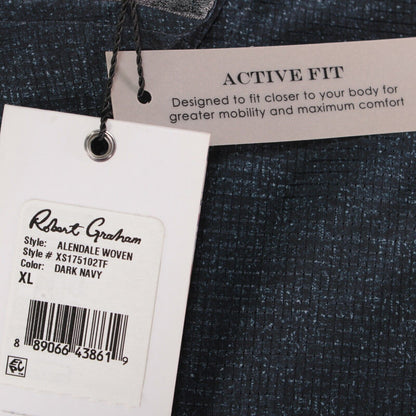 ACTIVE FIT
Designed to fit closer to your body for
greater mobility and maximum comfort
Robert Graham
Style: ALENDALE WOVEN
Style # XS175102TF
Color: DARK NAVY
XL
8 89066 43861 9